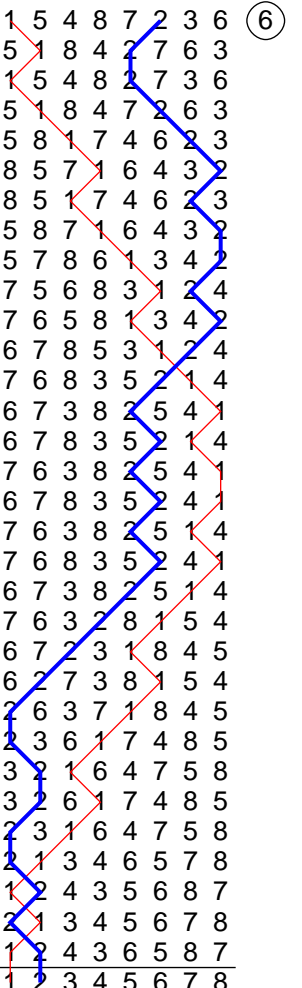 1 5 4 8 7 2 3 6 6
5 1 8 4 2 7 6 3
1 5 4 8 2 7 3 6
5 1 8 4 7 2 6 3
5 8 1 7 4 6 2 3
8 5 7 1 6 4 3 2
8 5 1 7 4 6 2 3
5 8 7 1 6 4 3 2
5 7 8 6 1 3 4 2
7 5 6 8 3 1 2 4
7 6 5 8 1 3 4 2
6 7 8 5 3 1 2 4
7 6 8 3 5 2 1 4
6 7 3 8 2 5 4 1
6 7 8 3 5 2 1 4
7 6 3 8 2 5 4 1
6 7 8 3 5 2 4 1
7 6 3 8 2 5 1 4
7 6 8 3 5 2 4 1
6 7 3 8 2 5 1 4
7 6 3 2 8 1 5 4
6 7 2 3 1 8 4 5
6 2 7 3 8 1 5 4
2 6 3 7 1 8 4 5
2 3 6 1 7 4 8 5
3 2 1 6 4 7 5 8
3 2 6 1 7 4 8 5
2 3 1 6 4 7 5 8
2 1 3 4 6 5 7 8
1 2 4 3 5 6 8 7
2 1 3 4 5 6 7 8
1 2 4 3 6 5 8 7
1 2 3 4 5 6 7 8